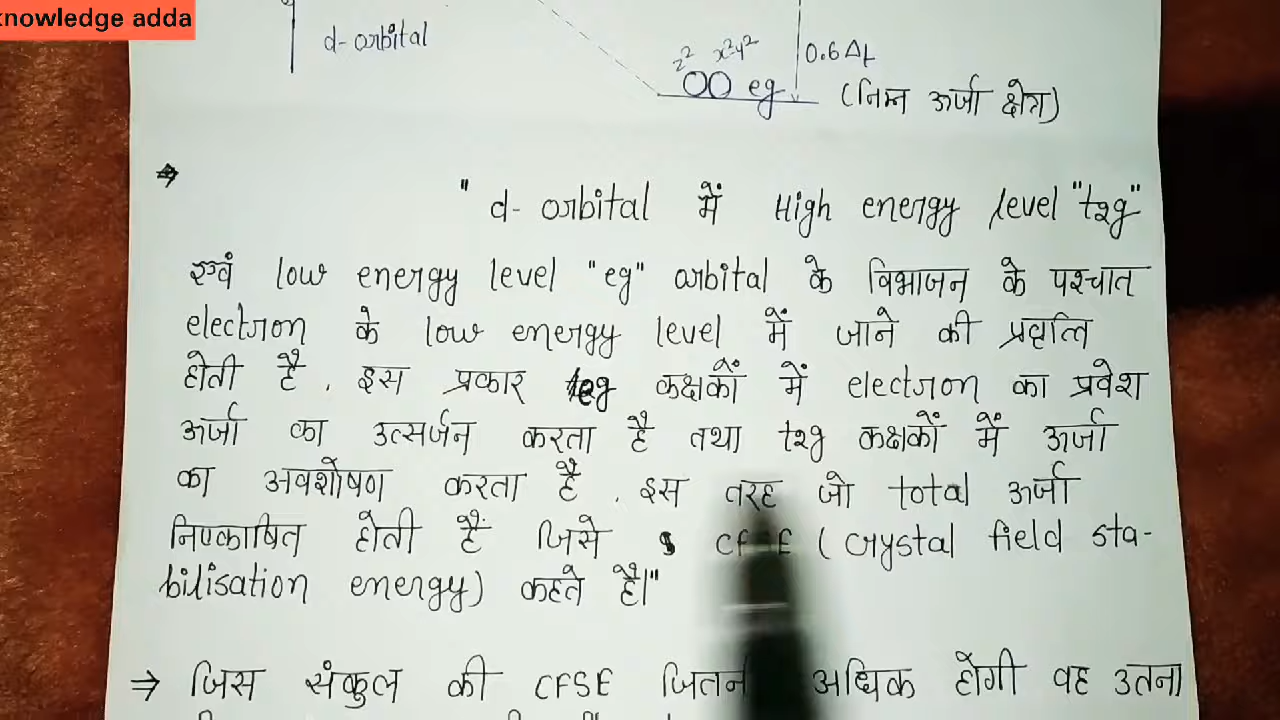 nowledge adda
d-orbital
z² x²-y² 0.6Δt
eg (निम्न ऊर्जा क्षेत्र)
⇒ "d-orbital में High energy level "t2g"
एवं low energy level "eg" orbital के विभाजन के पश्चात
electron के low energy level में जाने की प्रवृत्ति
होती है. इस प्रकार eg कक्षकों में electron का प्रवेश
ऊर्जा का उत्सर्जन करता है तथा t2g कक्षकों में ऊर्जा
का अवशोषण करता है. इस तरह जो total ऊर्जा
निष्काषित होती हैं जिसे CFSE (crystal field sta-
bilisation energy) कहते है।"
⇒ जिस संकुल की CFSE जितनी अधिक होगी वह उतना